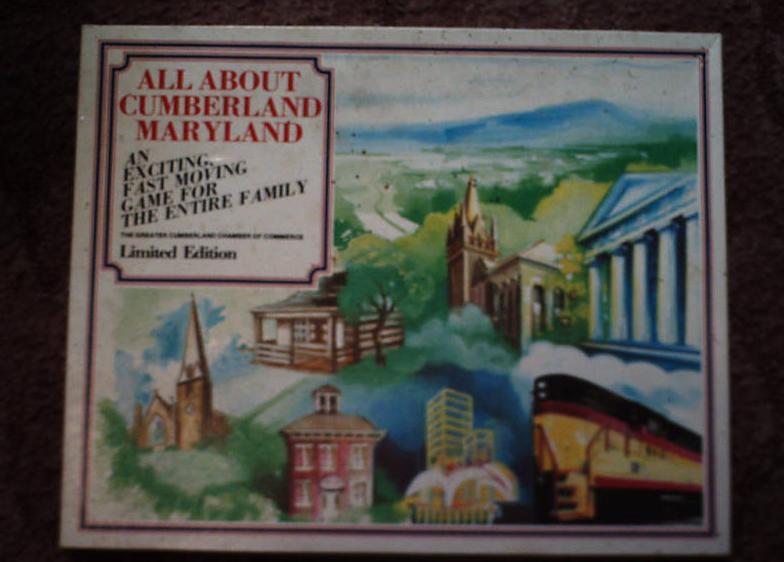 ALL ABOUT
CUMBERLAND
MARYLAND
AN
EXCITING,
FAST MOVING
GAME FOR
THE ENTIRE FAMILY
THE GREATER CUMBERLAND CHAMBER OF COMMERCE
Limited Edition